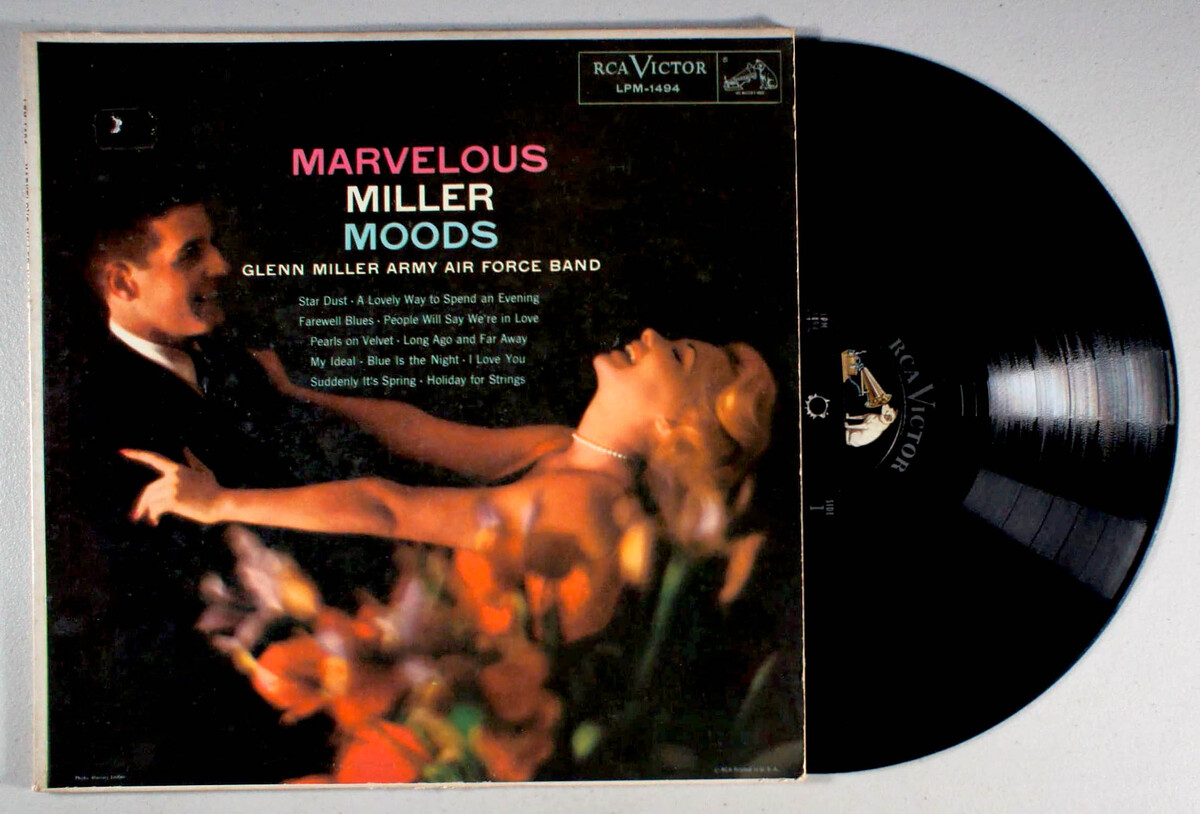 RCA VICTOR
LPM-1494
MARVELOUS
MILLER
MOODS
GLENN MILLER ARMY AIR FORCE BAND
Star Dust • A Lovely Way to Spend an Evening
Farewell Blues • People Will Say We're in Love
Pearls on Velvet • Long Ago and Far Away
My Ideal • Blue Is the Night • I Love You
Suddenly It's Spring • Holiday for Strings
RCA VICTOR
SIDE
1